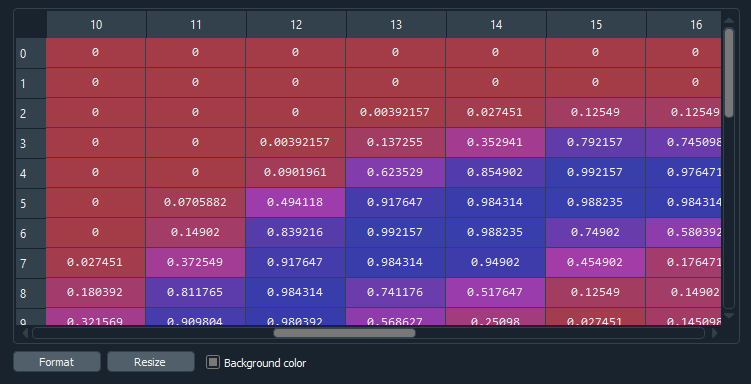 10 11 12 13 14 15 16
0 0 0 0 0 0 0 0
1 0 0 0 0 0 0 0
2 0 0 0 0.00392157 0.027451 0.12549 0.12549
3 0 0 0.00392157 0.137255 0.352941 0.792157 0.745098
4 0 0 0.0901961 0.623529 0.854902 0.992157 0.976471
5 0 0.0705882 0.494118 0.917647 0.984314 0.988235 0.984314
6 0 0.14902 0.839216 0.992157 0.988235 0.74902 0.580392
7 0.027451 0.372549 0.917647 0.984314 0.94902 0.454902 0.176471
8 0.180392 0.811765 0.984314 0.741176 0.517647 0.12549 0.14902
9 0.321569 0.909804 0.980392 0.568627 0.25098 0.027451 0.145098
Format Resize Background color